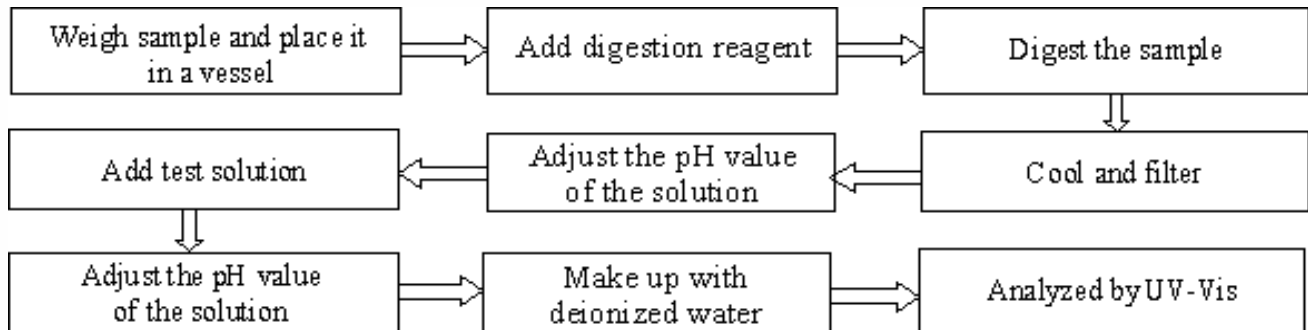 Weigh sample and place it
in a vessel
Add digestion reagent
Digest the sample
Cool and filter
Adjust the pH value
of the solution
Add test solution
Adjust the pH value
of the solution
Make up with
deionized water
Analyzed by UV-Vis